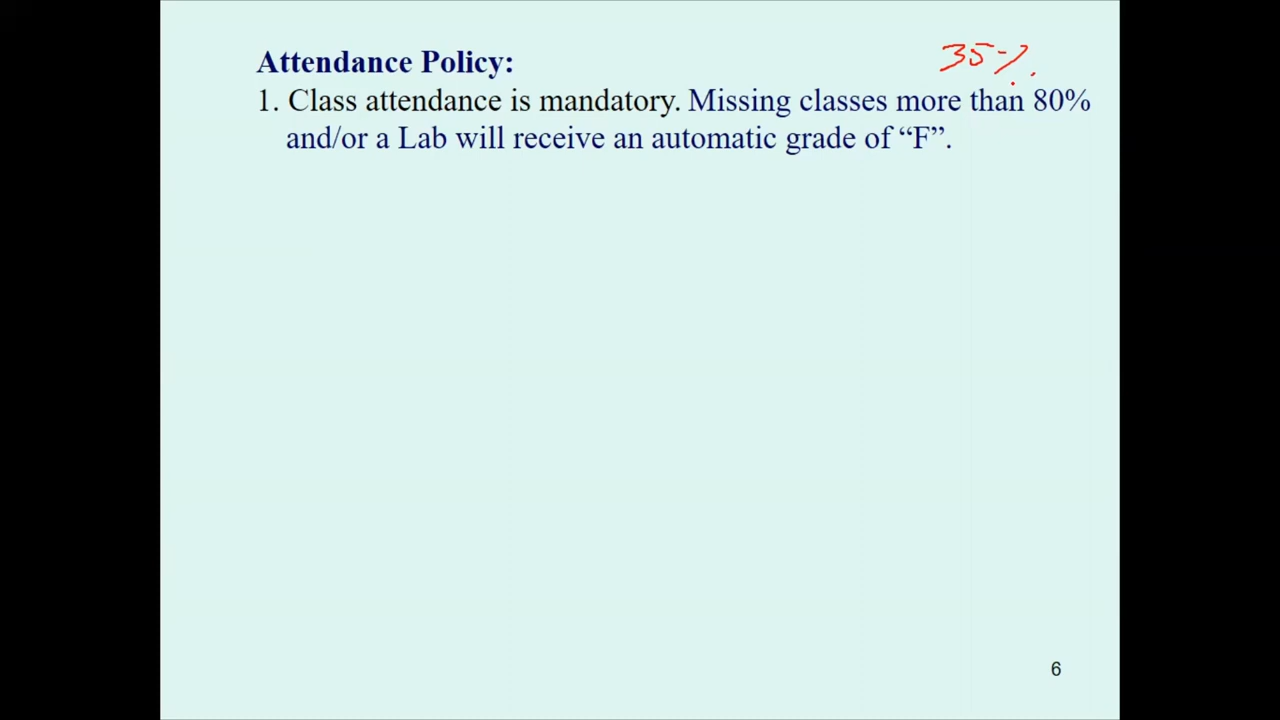 35%
Attendance Policy:
1. Class attendance is mandatory. Missing classes more than 80%
and/or a Lab will receive an automatic grade of “F”.
6